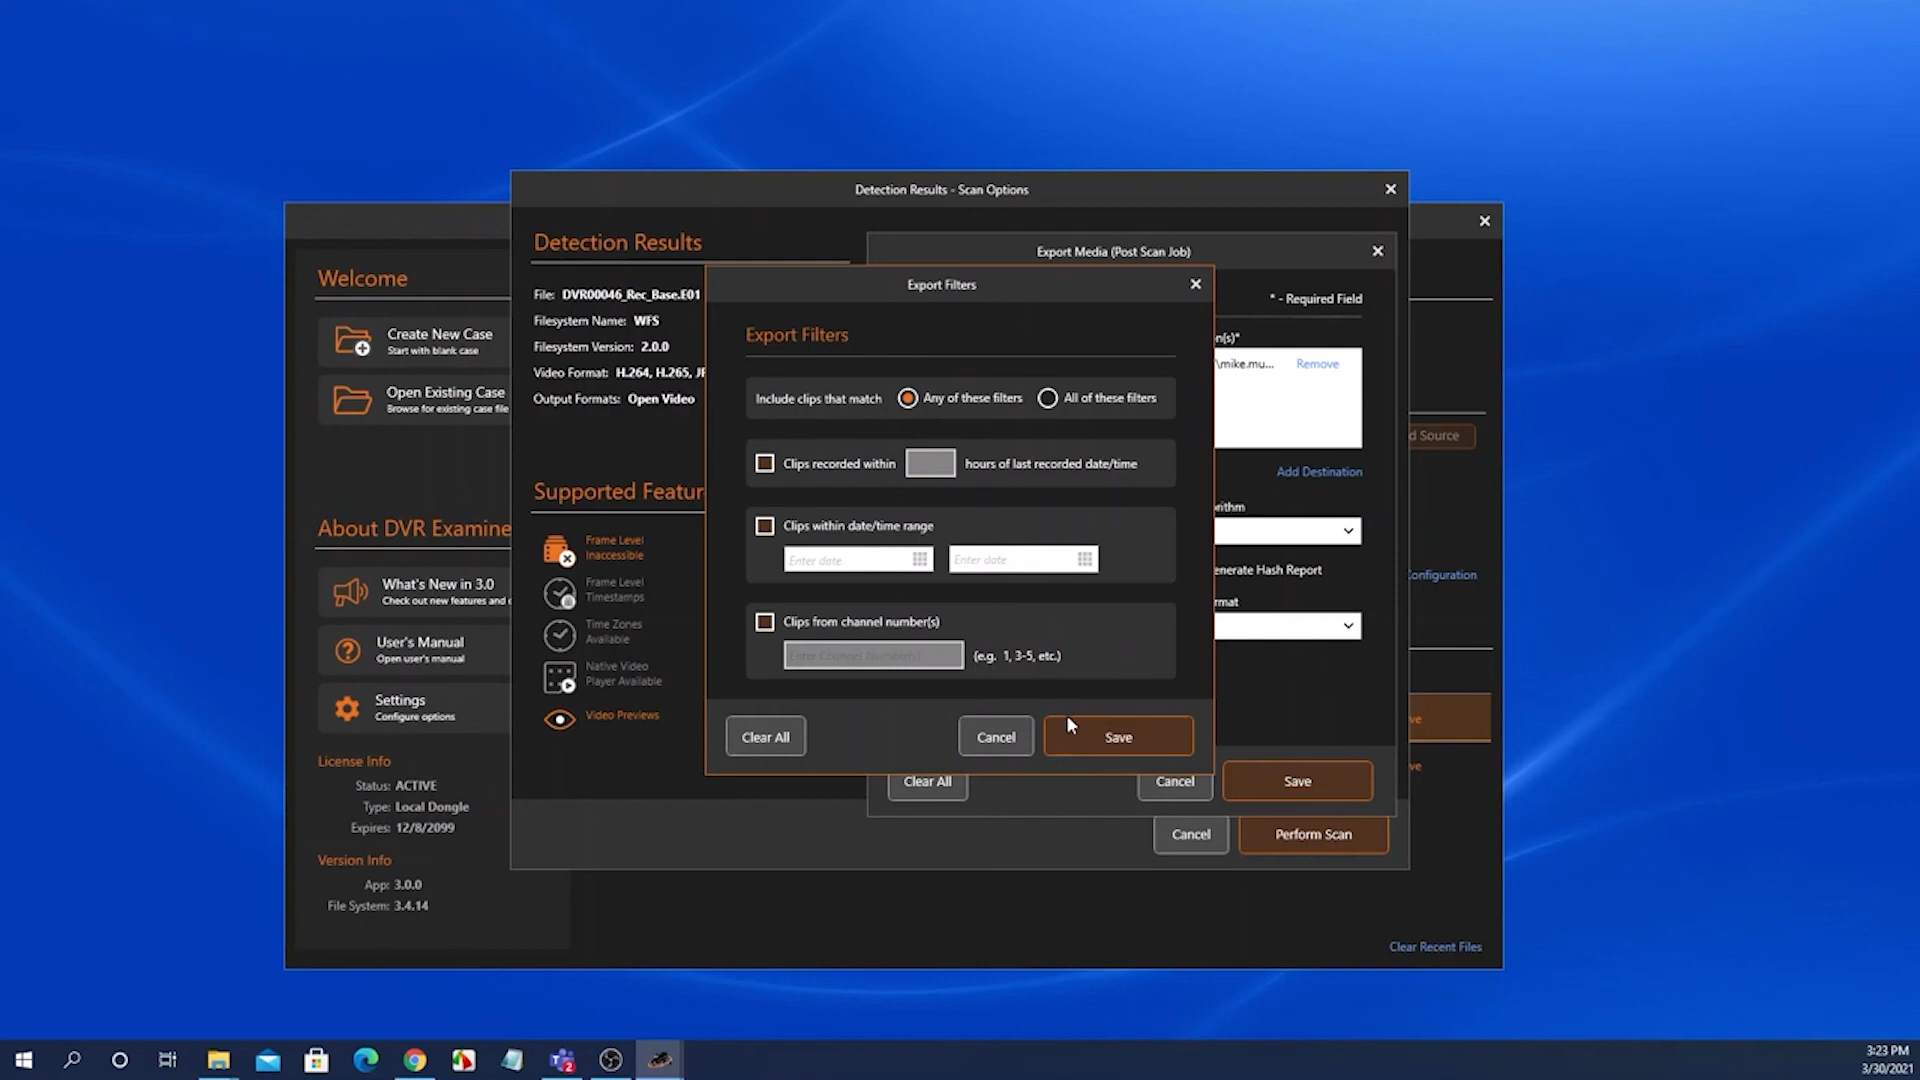 Detection Results - Scan Options
Welcome
Create New Case
Start with blank case
Open Existing Case
Browse for existing case file
About DVR Examine
What's New in 3.0
Check out new features and
User's Manual
Open user's manual
Settings
Configure options
License Info
Status: ACTIVE
Type: Local Dongle
Expires: 12/8/2099
Version Info
App: 3.0.0
File System: 3.4.14
Detection Results
File: DVR00046_Rec_Base.E01
Filesystem Name: WFS
Filesystem Version: 2.0.0
Video Format: H.264, H.265,
Output Formats: Open Video
Supported Featur
Frame Level
Inaccessible
Frame Level
Timestamps
Time Zones
Available
Native Video
Player Available
Video Previews
Export Media (Post Scan Job)
* - Required Field
n(s)*
\mike.mu...
Remove
Add Destination
rithm
enerate Hash Report
rmat
Clear All
Cancel
Save
Cancel
Perform Scan
Export Filters
Export Filters
Include clips that match
Any of these filters
All of these filters
Clips recorded within
hours of last recorded date/time
Clips within date/time range
Enter date
Enter date
Clips from channel number(s)
Enter Channel Number(s)
(e.g. 1, 3-5, etc.)
Clear All
Cancel
Save
d Source
Configuration
ve
ve
Clear Recent Files
2
3:23 PM
3/30/2021